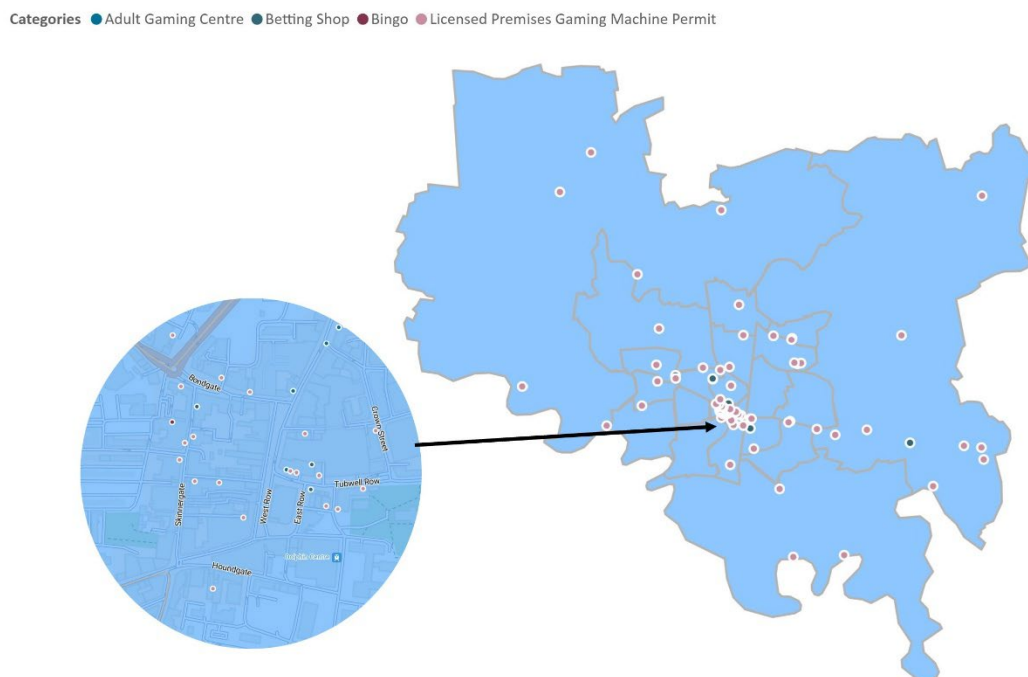 Categories Adult Gaming Centre Betting Shop Bingo Licensed Premises Gaming Machine Permit
Bondgate
Crown Street
Skinnergate
West Row
East Row
Tubwell Row
Dolphin Centre
Houndgate